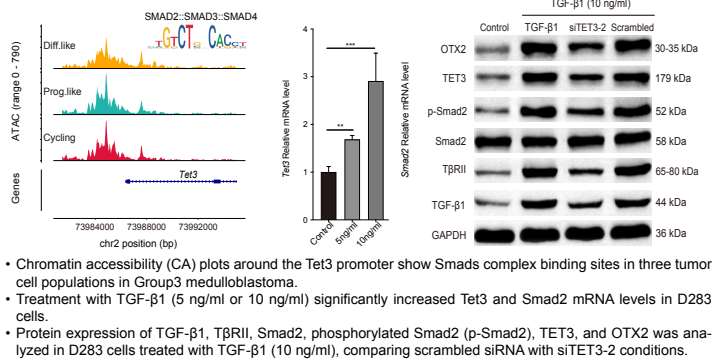 SMAD2::SMAD3::SMAD4
TGTCTG CACCT
ATAC (range 0 - 790)
Diff.like
Prog.like
Cycling
Genes
Tet3
73984000 73988000 73992000
chr2 position (bp)
Tet3 Relative mRNA level
4
3
2
1
0
***
**
Control
5ng/ml
10ng/ml
Smad2 Relative mRNA level
TGF-β1 (10 ng/ml)
Control TGF-β1 siTET3-2 Scrambled
OTX2 30-35 kDa
TET3 179 kDa
p-Smad2 52 kDa
Smad2 58 kDa
TβRII 65-80 kDa
TGF-β1 44 kDa
GAPDH 36 kDa
• Chromatin accessibility (CA) plots around the Tet3 promoter show Smads complex binding sites in three tumor
cell populations in Group3 medulloblastoma.
• Treatment with TGF-β1 (5 ng/ml or 10 ng/ml) significantly increased Tet3 and Smad2 mRNA levels in D283
cells.
• Protein expression of TGF-β1, TβRII, Smad2, phosphorylated Smad2 (p-Smad2), TET3, and OTX2 was ana-
lyzed in D283 cells treated with TGF-β1 (10 ng/ml), comparing scrambled siRNA with siTET3-2 conditions.